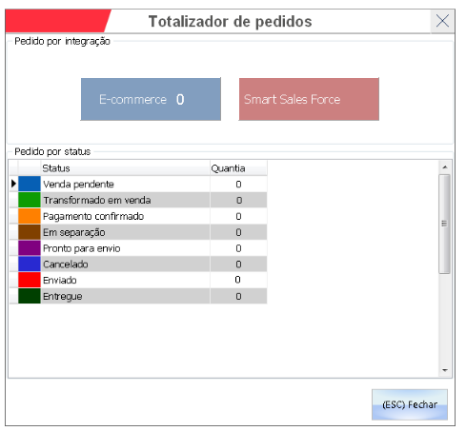 Totalizador de pedidos
Pedido por integração
E-commerce 0
Smart Sales Force
Pedido por status
Status Quantia
Venda pendente 0
Transformado em venda 0
Pagamento confirmado 0
Em separação 0
Pronto para envio 0
Cancelado 0
Enviado 0
Entregue 0
(ESC) Fechar